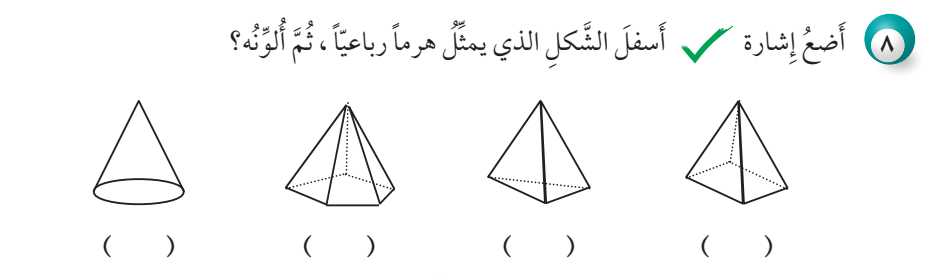 ٨ أَضعُ إِشارة ✓ أَسفلَ الشَّكلِ الذي يمثِّلُ هرماً رباعيّاً ، ثُمَّ أُلوِّنُه؟
( ) ( ) ( ) ( )